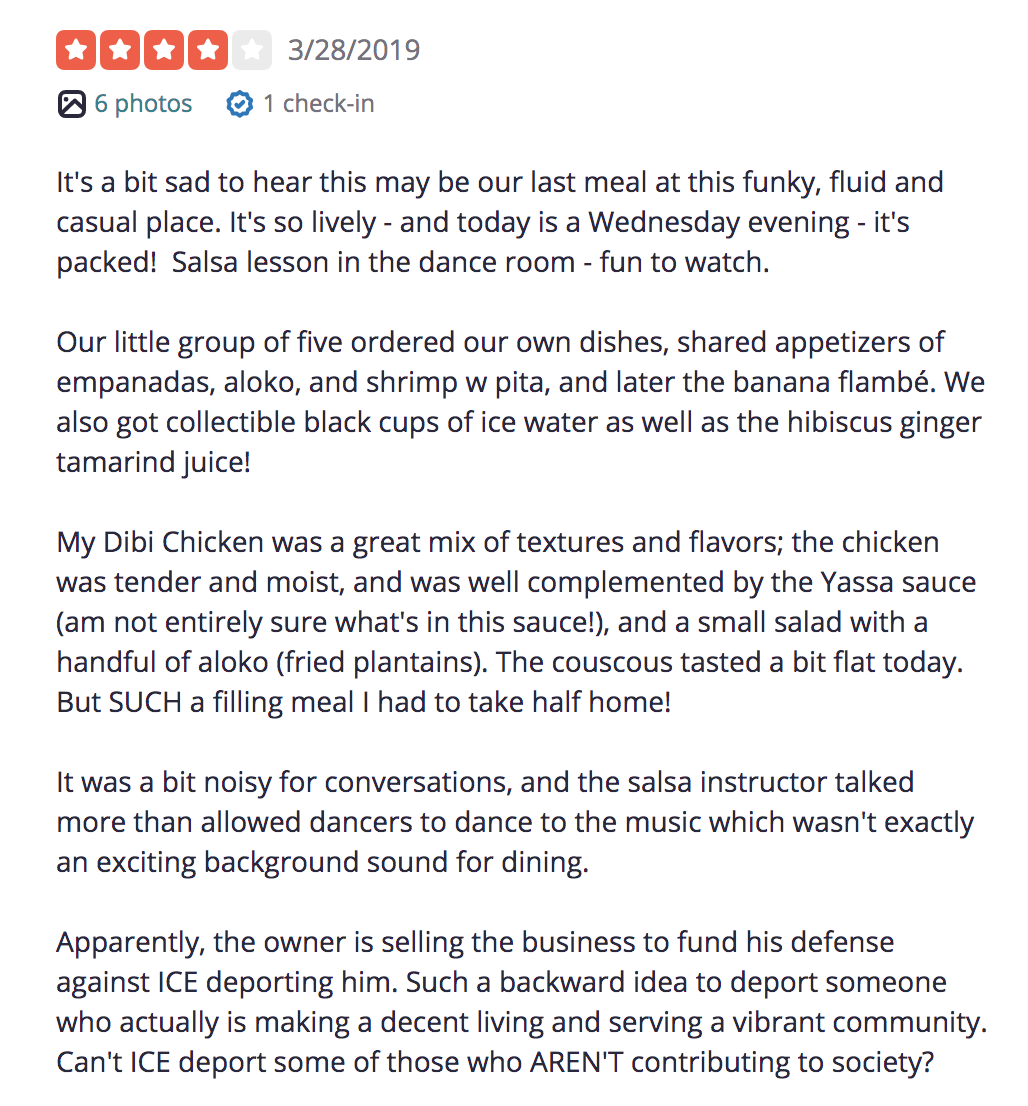 3/28/2019
6 photos 1 check-in
It's a bit sad to hear this may be our last meal at this funky, fluid and
casual place. It's so lively - and today is a Wednesday evening - it's
packed!  Salsa lesson in the dance room - fun to watch.
Our little group of five ordered our own dishes, shared appetizers of
empanadas, aloko, and shrimp w pita, and later the banana flambé. We
also got collectible black cups of ice water as well as the hibiscus ginger
tamarind juice!
My Dibi Chicken was a great mix of textures and flavors; the chicken
was tender and moist, and was well complemented by the Yassa sauce
(am not entirely sure what's in this sauce!), and a small salad with a
handful of aloko (fried plantains). The couscous tasted a bit flat today.
But SUCH a filling meal I had to take half home!
It was a bit noisy for conversations, and the salsa instructor talked
more than allowed dancers to dance to the music which wasn't exactly
an exciting background sound for dining.
Apparently, the owner is selling the business to fund his defense
against ICE deporting him. Such a backward idea to deport someone
who actually is making a decent living and serving a vibrant community.
Can't ICE deport some of those who AREN'T contributing to society?